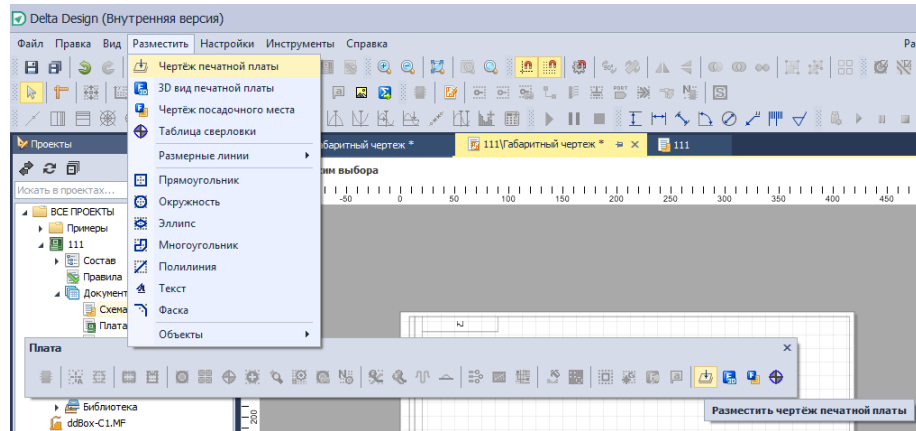 Delta Design (Внутренняя версия)
Файл Правка Вид Разместить Настройки Инструменты Справка Ра
Чертёж печатной платы
3D вид печатной платы
Чертёж посадочного места
Таблица сверловки
Размерные линии
Прямоугольник
Окружность
Эллипс
Многоугольник
Полилиния
Текст
Фаска
Объекты
Проекты
Искать в проектах...
ВСЕ ПРОЕКТЫ
Примеры
111
Состав
Правила
Документ
Схема
Плата
абаритный чертеж *
111\Габаритный чертеж *
111
им выбора
-50 0 50 100 150 200 250 300 350 400 450
Плата
Разместить чертёж печатной платы
Библиотека
ddBox-C1.MF
200